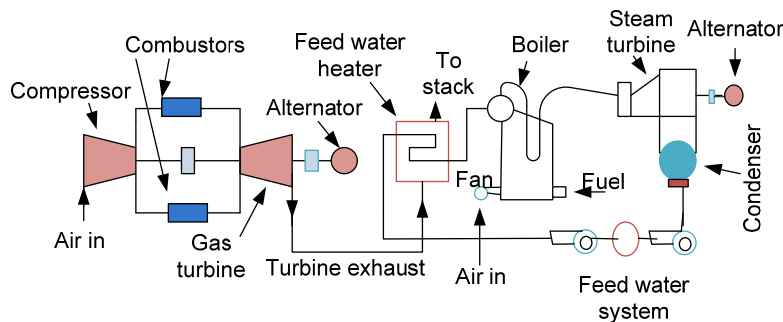 Combustors
Compressor
Air in
Gas
turbine
Alternator
Turbine exhaust
Feed water
heater
To
stack
Boiler
Fan
Air in
Fuel
Steam
turbine
Alternator
Condenser
Feed water
system